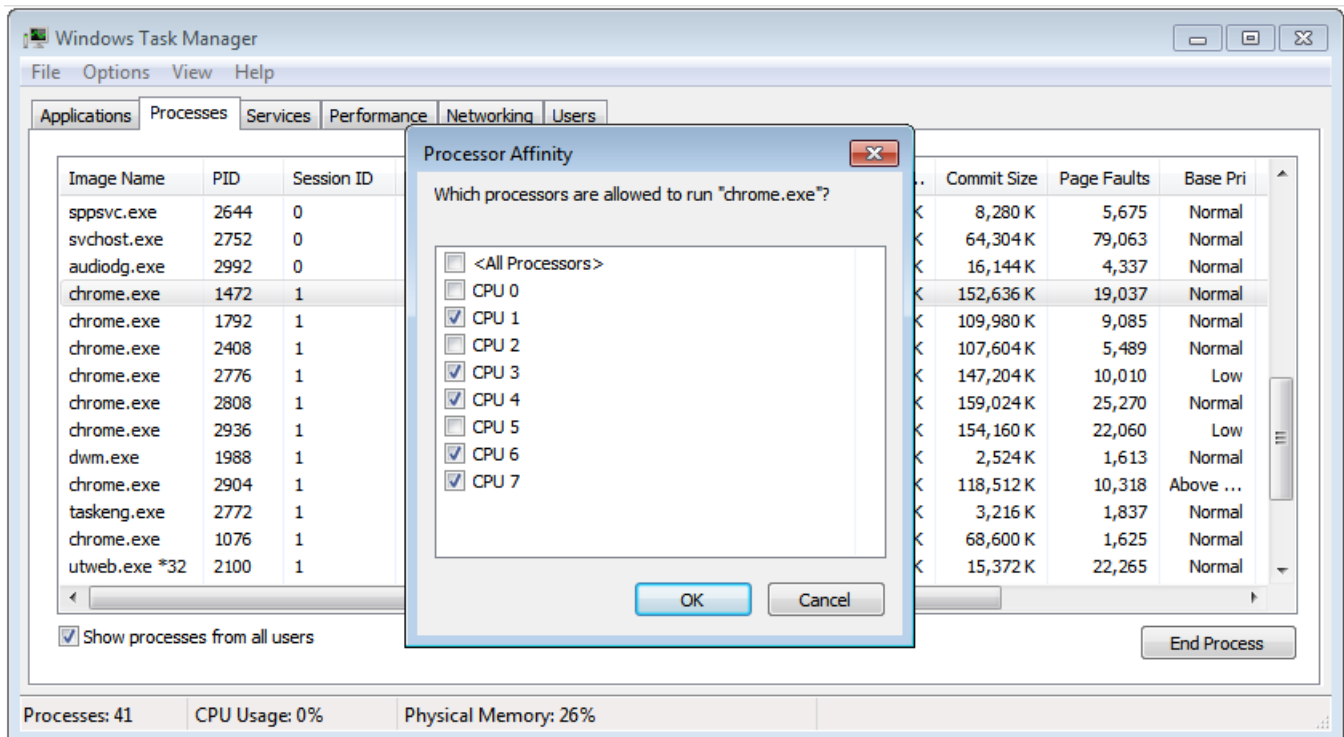 Windows Task Manager
File Options View Help
Applications Processes Services Performance Networking Users
Processor Affinity
Which processors are allowed to run "chrome.exe"?
<All Processors>
CPU 0
CPU 1
CPU 2
CPU 3
CPU 4
CPU 5
CPU 6
CPU 7
OK Cancel
Image Name PID Session ID .. Commit Size Page Faults Base Pri
sppsvc.exe 2644 0 K 8,280 K 5,675 Normal
svchost.exe 2752 0 K 64,304 K 79,063 Normal
audiodg.exe 2992 0 K 16,144 K 4,337 Normal
chrome.exe 1472 1 K 152,636 K 19,037 Normal
chrome.exe 1792 1 K 109,980 K 9,085 Normal
chrome.exe 2408 1 K 107,604 K 5,489 Normal
chrome.exe 2776 1 K 147,204 K 10,010 Low
chrome.exe 2808 1 K 159,024 K 25,270 Normal
chrome.exe 2936 1 K 154,160 K 22,060 Low
dwm.exe 1988 1 K 2,524 K 1,613 Normal
chrome.exe 2904 1 K 118,512 K 10,318 Above ...
taskeng.exe 2772 1 K 3,216 K 1,837 Normal
chrome.exe 1076 1 K 68,600 K 1,625 Normal
utweb.exe *32 2100 1 K 15,372 K 22,265 Normal
Show processes from all users
End Process
Processes: 41 CPU Usage: 0% Physical Memory: 26%